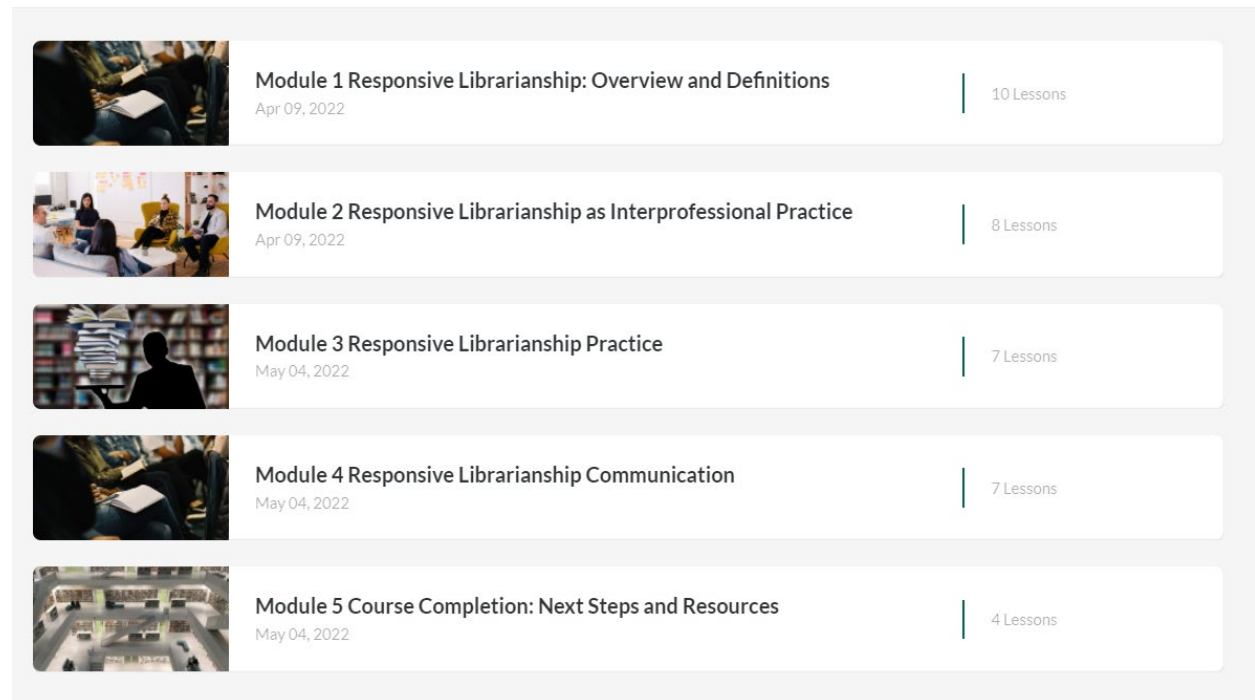 Module 1 Responsive Librarianship: Overview and Definitions
Apr 09, 2022
10 Lessons
Module 2 Responsive Librarianship as Interprofessional Practice
Apr 09, 2022
8 Lessons
Module 3 Responsive Librarianship Practice
May 04, 2022
7 Lessons
Module 4 Responsive Librarianship Communication
May 04, 2022
7 Lessons
Module 5 Course Completion: Next Steps and Resources
May 04, 2022
4 Lessons